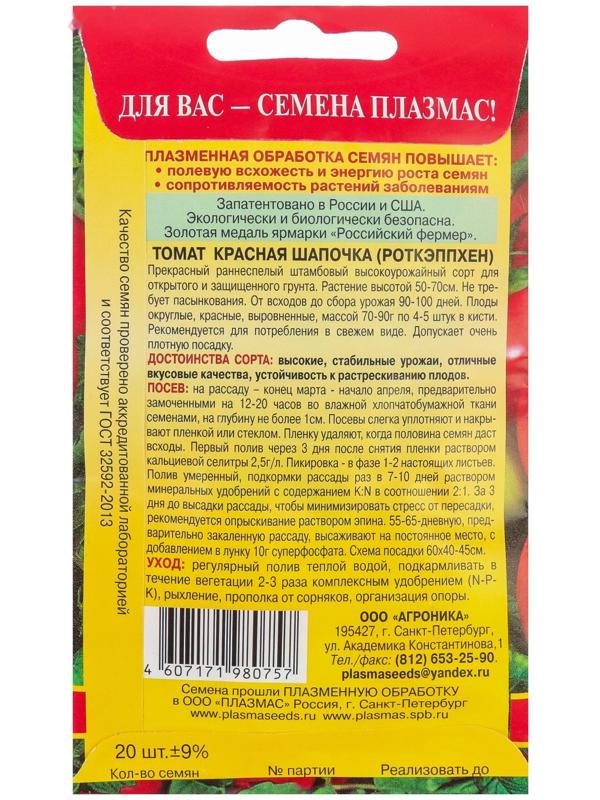 ДЛЯ ВАС — СЕМЕНА ПЛАЗМАС!
ПЛАЗМЕННАЯ ОБРАБОТКА СЕМЯН ПОВЫШАЕТ:
• полевую всхожесть и энергию роста семян
• сопротивляемость растений заболеваниям
Запатентовано в России и США.
Экологически и биологически безопасна.
Золотая медаль ярмарки «Российский фермер».
ТОМАТ КРАСНАЯ ШАПОЧКА (РОТКЭППХЕН)
Прекрасный раннеспелый штамбовый высокоурожайный сорт для
открытого и защищенного грунта. Растение высотой 50-70см. Не тре-
бует пасынкования. От всходов до сбора урожая 90-100 дней. Плоды
округлые, красные, выровненные, массой 70-90г по 4-5 штук в кисти.
Рекомендуется для потребления в свежем виде. Допускает очень
плотную посадку.
ДОСТОИНСТВА СОРТА: высокие, стабильные урожаи, отличные
вкусовые качества, устойчивость к растрескиванию плодов.
ПОСЕВ: на рассаду – конец марта - начало апреля, предварительно
замоченными на 12-20 часов во влажной хлопчатобумажной ткани
семенами, на глубину не более 1см. Посевы слегка уплотняют и накры-
вают пленкой или стеклом. Пленку удаляют, когда половина семян даст
всходы. Первый полив через 3 дня после снятия пленки раствором
кальциевой селитры 2,5г/л. Пикировка - в фазе 1-2 настоящих листьев.
Полив умеренный, подкормки рассады раз в 7-10 дней раствором
минеральных удобрений с содержанием K:N в соотношении 2:1. За 3
дня до высадки рассады, чтобы минимизировать стресс от пересадки,
рекомендуется опрыскивание раствором эпина. 55-65-дневную, пред-
варительно закаленную рассаду, высаживают на постоянное место, с
добавлением в лунку 10г суперфосфата. Схема посадки 60х40-45см.
УХОД: регулярный полив теплой водой, подкармливать в
течение вегетации 2-3 раза комплексным удобрением (N-P-
K), рыхление, прополка от сорняков, организация опоры.
Качество семян проверено аккредитованной лабораторией
и соответствует ГОСТ 32592-2013
4 607171 980757
ООО "АГРОНИКА"
195427, г. Санкт-Петербург,
ул. Академика Константинова,1
Тел./факс: (812) 653-25-90.
plasmaseeds@yandex.ru
Семена прошли ПЛАЗМЕННУЮ ОБРАБОТКУ
в ООО «ПЛАЗМАС» Россия, г. Санкт-Петербург
www.plasmaseeds.ru / www.plasmas.spb.ru
20 шт.±9%
Кол-во семян № партии Реализовать до